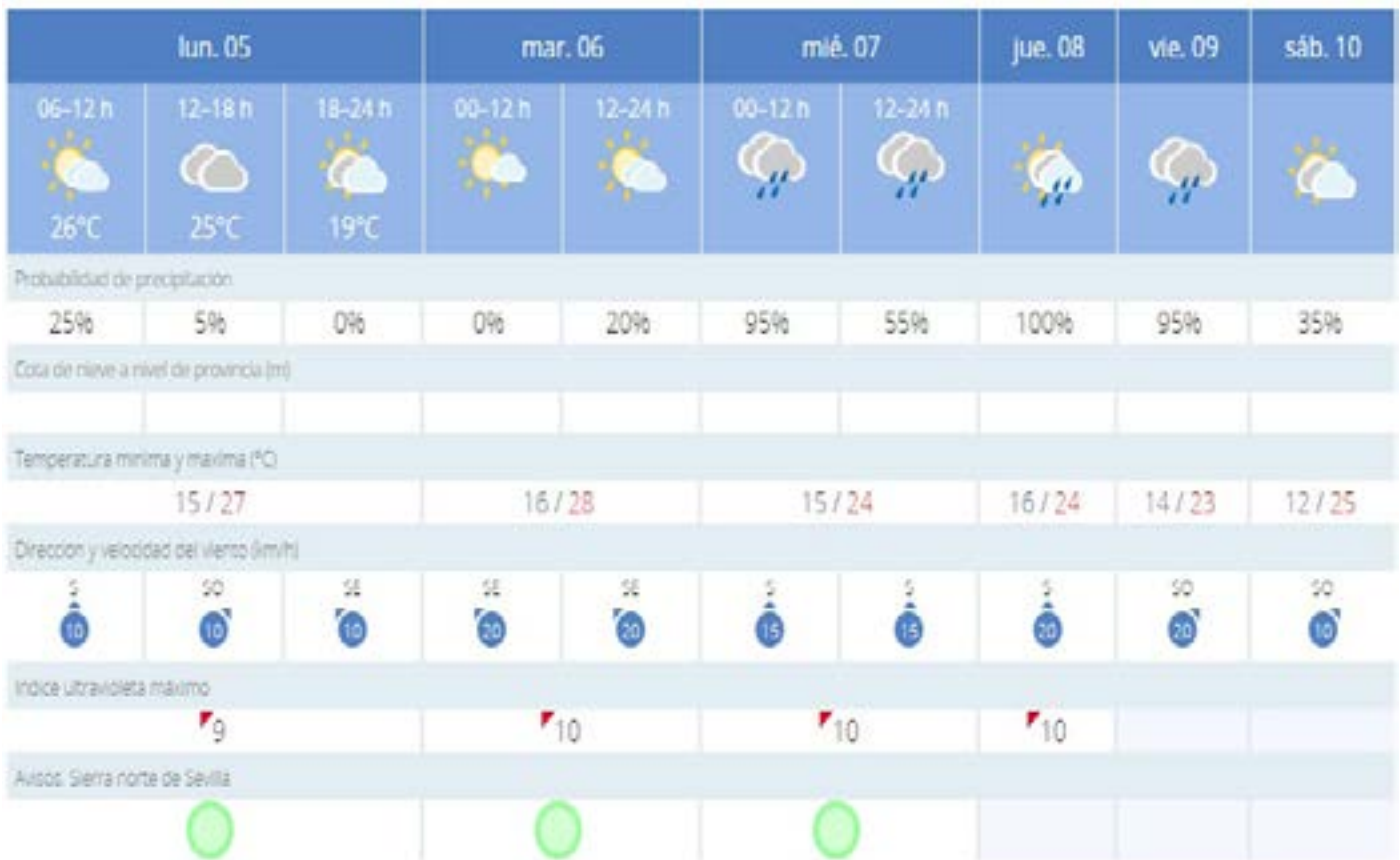 lun. 05 mar. 06 mié. 07 jue. 08 vie. 09 sáb. 10
06-12 h 12-18 h 18-24 h 00-12 h 12-24 h 00-12 h 12-24 h
26°C 25°C 19°C
Probabilidad de precipitación
25% 5% 0% 0% 20% 95% 55% 100% 95% 35%
Cota de nieve a nivel de provincia (m)
Temperatura mínima y máxima (°C)
15 / 27 16 / 28 15 / 24 16 / 24 14 / 23 12 / 25
Dirección y velocidad del viento (km/h)
S SO SE SE SE S S S SO SO
10 10 10 20 20 15 15 20 20 10
Indice ultravioleta máximo
9 10 10 10
Avisos. Sierra norte de Sevilla